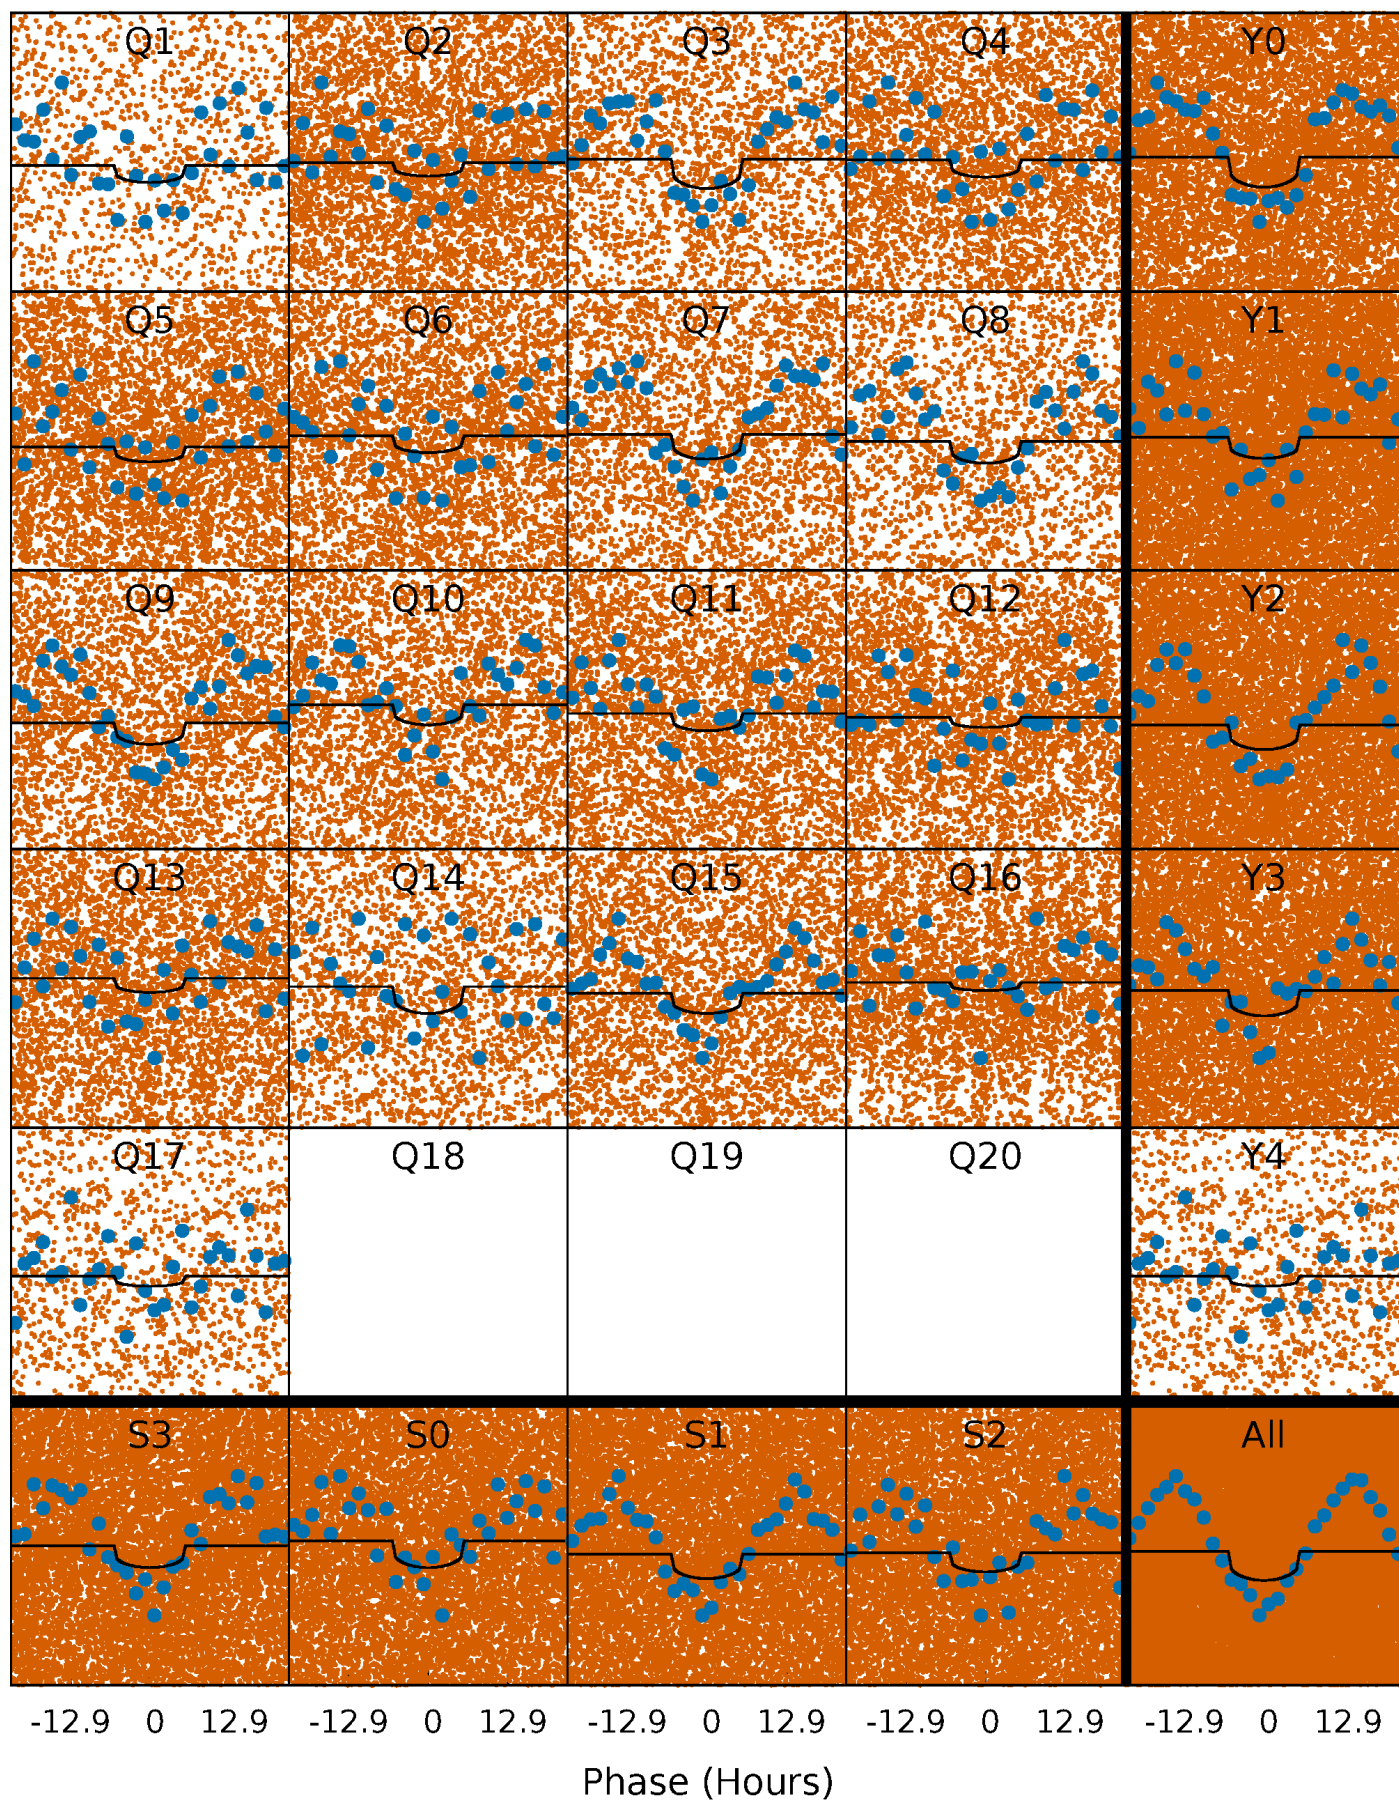 Q1 Q2 Q3 Q4 Y0
Q5 Q6 Q7 Q8 Y1
Q9 Q10 Q11 Q12 Y2
Q13 Q14 Q15 Q16 Y3
Q17 Q18 Q19 Q20 Y4
S3 S0 S1 S2 All
-12.9 0 12.9 -12.9 0 12.9 -12.9 0 12.9 -12.9 0 12.9 -12.9 0 12.9
Phase (Hours)